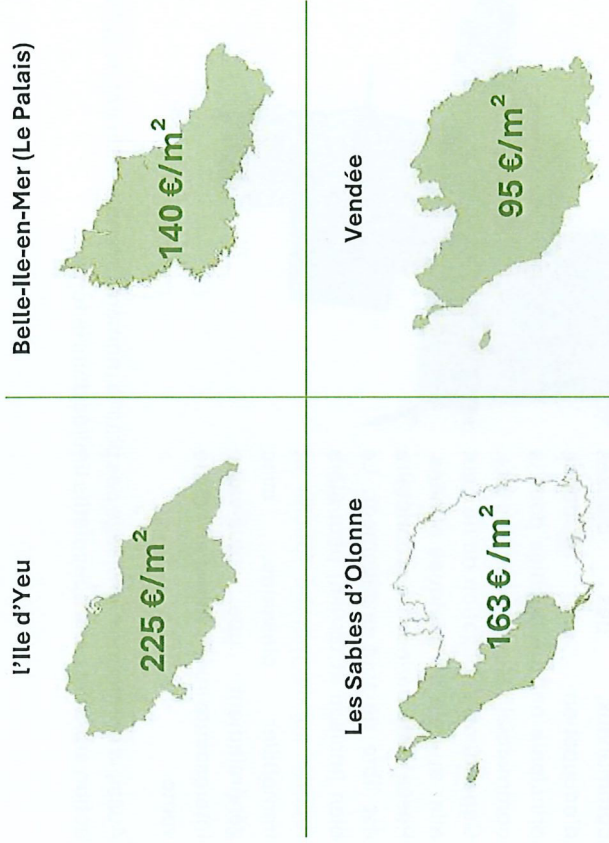 l'Ile d'Yeu
225 €/m²
Belle-Ile-en-Mer (Le Palais)
140 €/m²
Les Sables d'Olonne
163 €/m²
Vendée
95 €/m²